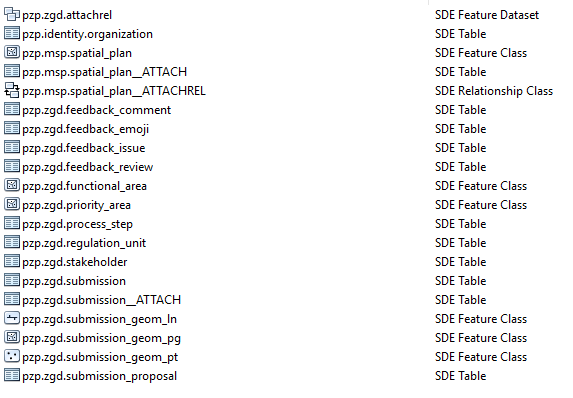 pzp.zgd.attachrel SDE Feature Dataset
pzp.identity.organization SDE Table
pzp.msp.spatial_plan SDE Feature Class
pzp.msp.spatial_plan__ATTACH SDE Table
pzp.msp.spatial_plan__ATTACHREL SDE Relationship Class
pzp.zgd.feedback_comment SDE Table
pzp.zgd.feedback_emoji SDE Table
pzp.zgd.feedback_issue SDE Table
pzp.zgd.feedback_review SDE Table
pzp.zgd.functional_area SDE Feature Class
pzp.zgd.priority_area SDE Feature Class
pzp.zgd.process_step SDE Table
pzp.zgd.regulation_unit SDE Table
pzp.zgd.stakeholder SDE Table
pzp.zgd.submission SDE Table
pzp.zgd.submission__ATTACH SDE Table
pzp.zgd.submission_geom_ln SDE Feature Class
pzp.zgd.submission_geom_pg SDE Feature Class
pzp.zgd.submission_geom_pt SDE Feature Class
pzp.zgd.submission_proposal SDE Table